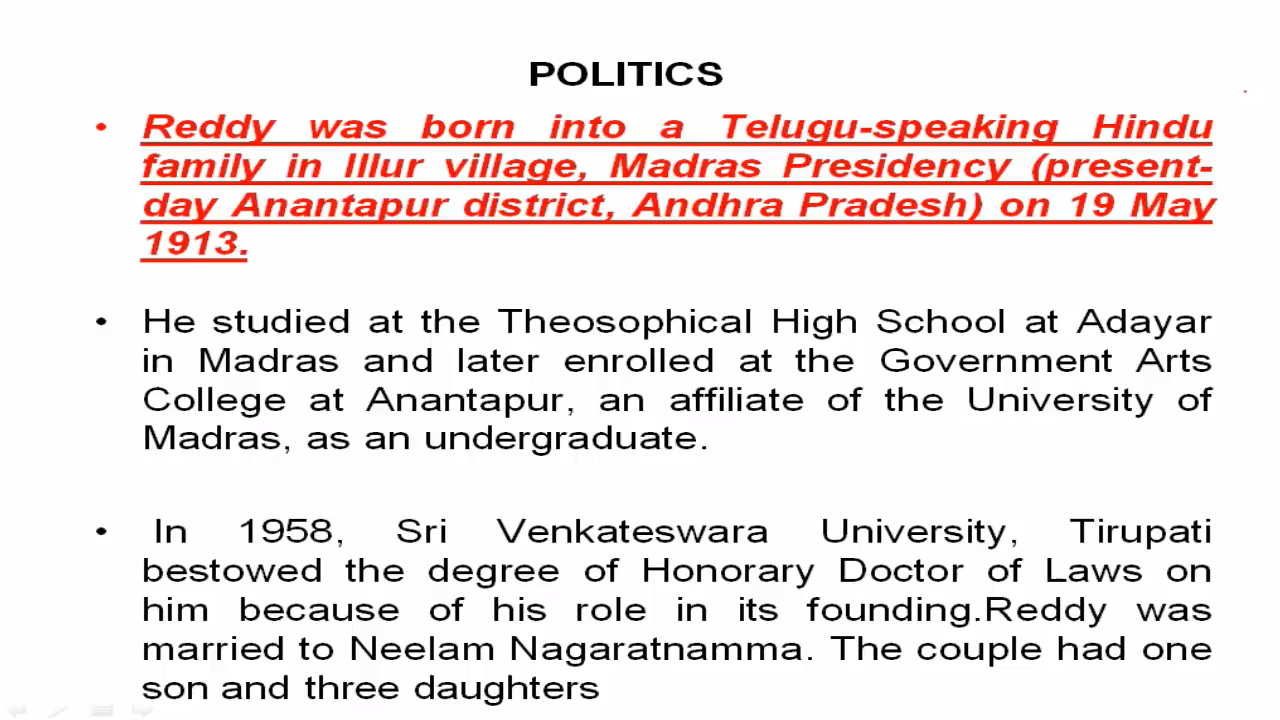 POLITICS
• Reddy was born into a Telugu-speaking Hindu
family in Illur village, Madras Presidency (present-
day Anantapur district, Andhra Pradesh) on 19 May
1913.
• He studied at the Theosophical High School at Adayar
in Madras and later enrolled at the Government Arts
College at Anantapur, an affiliate of the University of
Madras, as an undergraduate.
• In 1958, Sri Venkateswara University, Tirupati
bestowed the degree of Honorary Doctor of Laws on
him because of his role in its founding.Reddy was
married to Neelam Nagaratnamma. The couple had one
son and three daughters